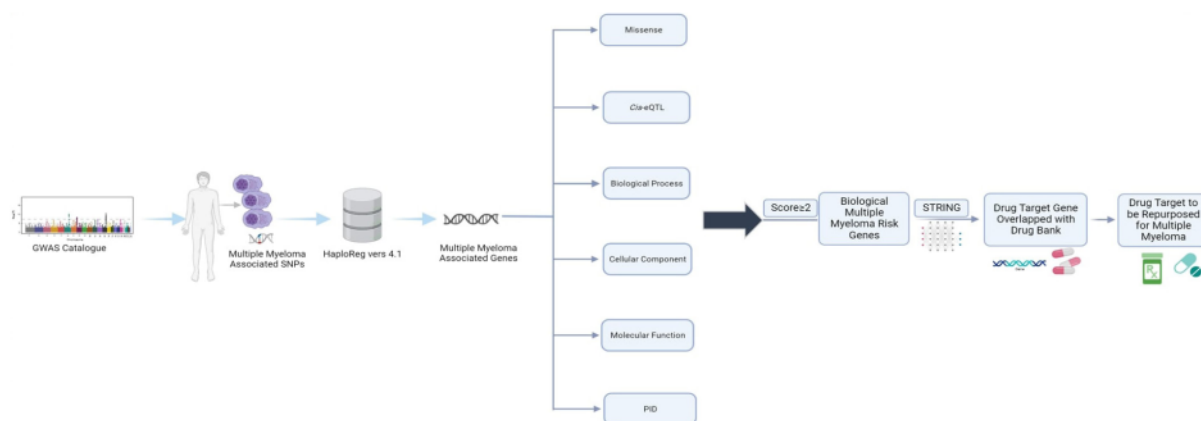 GWAS Catalogue
Multiple Myeloma
Associated SNPs
HaploReg vers 4.1
Multiple Myeloma
Associated Genes
Missense
Cis-eQTL
Biological Process
Cellular Component
Molecular Function
PID
Score≥2
Biological
Multiple
Myeloma Risk
Genes
STRING
Drug Target Gene
Overlapped with
Drug Bank
Gene
Drug Target to
be Repurposed
for Multiple
Myeloma
Rx